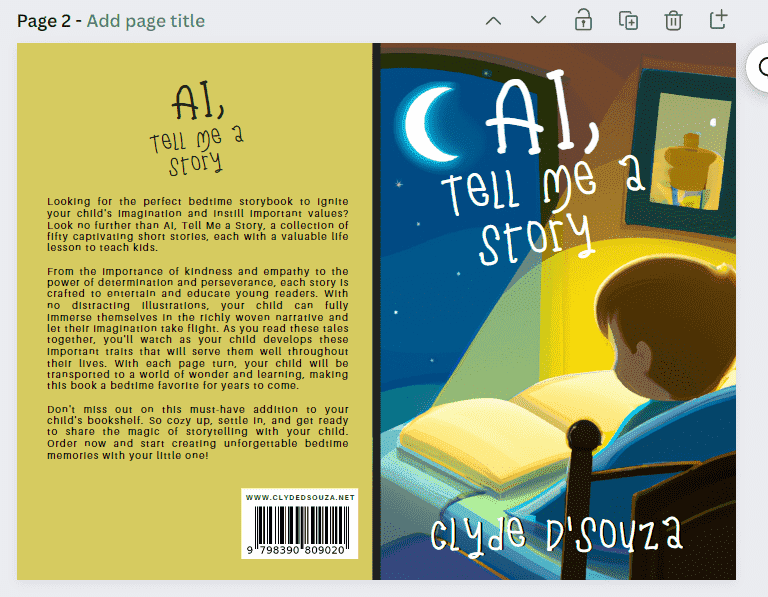 Page 2 - Add page title
AI,
Tell me a
Story
Looking for the perfect bedtime storybook to ignite
your child's imagination and instill important values?
Look no further than AI, Tell Me a Story, a collection of
fifty captivating short stories, each with a valuable life
lesson to teach kids.
From the importance of kindness and empathy to the
power of determination and perseverance, each story is
crafted to entertain and educate young readers. With
no distracting illustrations, your child can fully
immerse themselves in the richly woven narrative and
let their imagination take flight. As you read these tales
together, you'll watch as your child develops these
important traits that will serve them well throughout
their lives. With each page turn, your child will be
transported to a world of wonder and learning, making
this book a bedtime favorite for years to come.
Don't miss out on this must-have addition to your
child's bookshelf. So cozy up, settle in, and get ready
to share the magic of storytelling with your child.
Order now and start creating unforgettable bedtime
memories with your little one!
WWW.CLYDEDSOUZA.NET
9 798390 809020
AI,
Tell me a
Story
Clyde D'Souza